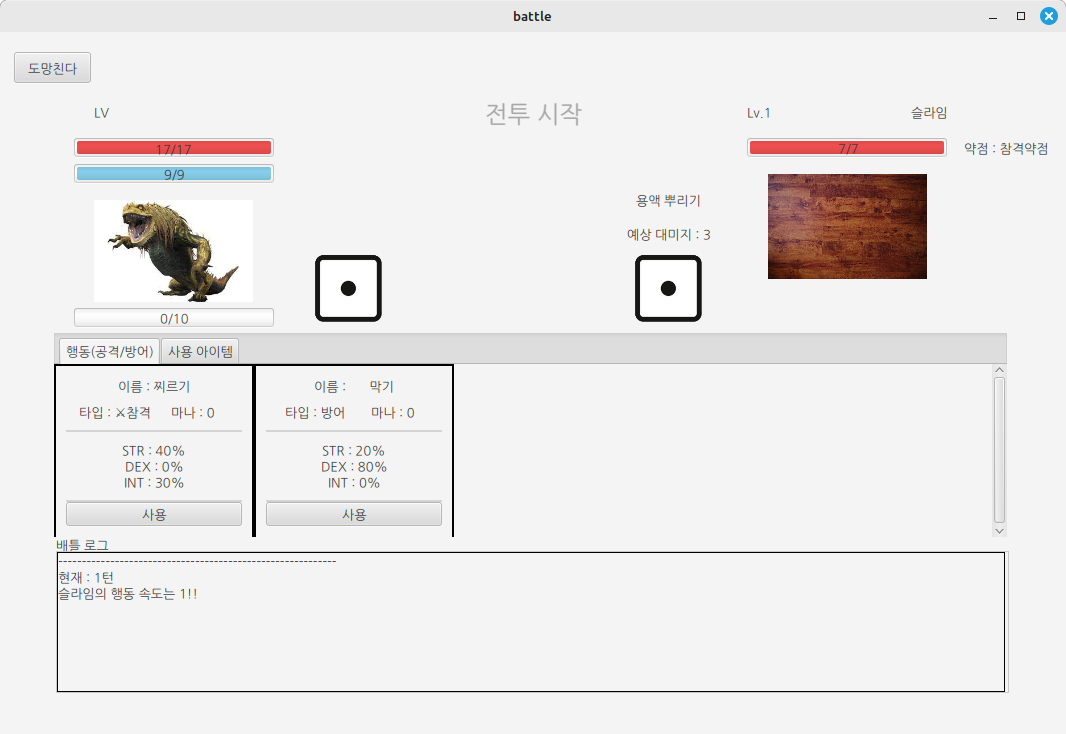 battle
도망친다
LV
전투 시작
Lv.1
슬라임
17/17
7/7
약점 : 참격약점
9/9
용액 뿌리기
예상 대미지 : 3
0/10
행동(공격/방어)
사용 아이템
이름 : 찌르기
타입 : ⚔참격 마나 : 0
STR : 40%
DEX : 0%
INT : 30%
사용
이름 : 막기
타입 : 방어 마나 : 0
STR : 20%
DEX : 80%
INT : 0%
사용
배틀 로그
------------------------------------------------------------
현재 : 1턴
슬라임의 행동 속도는 1!!